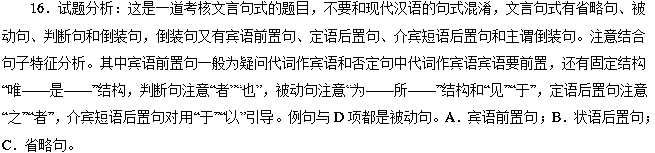 16．试题分析：这是一道考核文言句式的题目，不要和现代汉语的句式混淆，文言句式有省略句、被
动句、判断句和倒装句，倒装句又有宾语前置句、定语后置句、介宾短语后置句和主谓倒装句。注意结合
句子特征分析。其中宾语前置句一般为疑问代词作宾语和否定句中代词作宾语宾语要前置，还有固定结构
“唯——是——”结构，判断句注意“者”“也”，被动句注意“为——所——”结构和“见”“于”，定语后置句注意
“之”“者”，介宾短语后置句对用“于”“以”引导。例句与 D 项都是被动句。A．宾语前置句；B．状语后置句；
C．省略句。